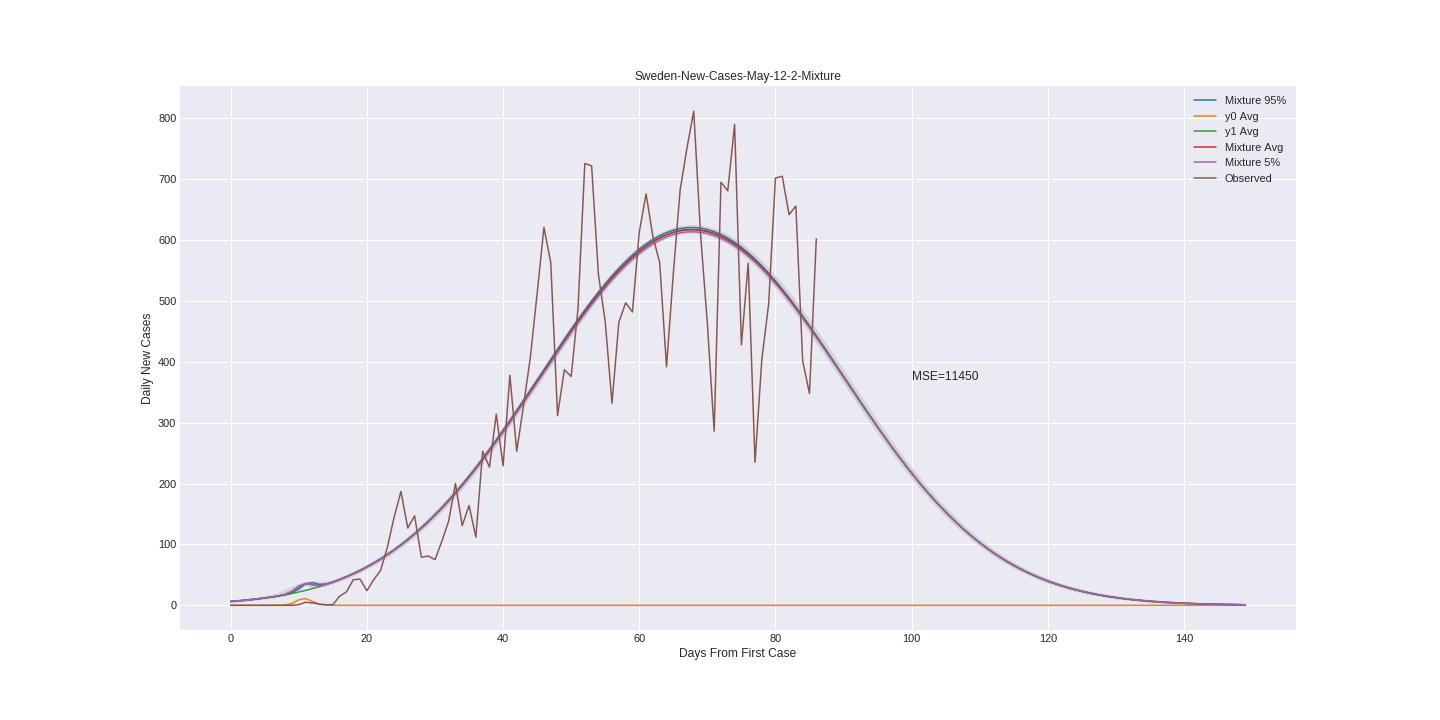 Sweden-New-Cases-May-12-2-Mixture
Mixture 95%
y0 Avg
y1 Avg
Mixture Avg
Mixture 5%
Observed
800
700
600
500
400
300
200
100
0
Daily New Cases
MSE=11450
0 20 40 60 80 100 120 140
Days From First Case